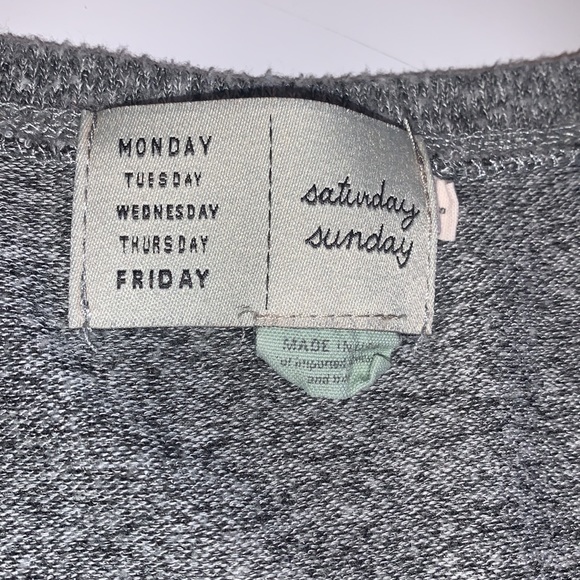 MONDAY
TUESDAY
WEDNESDAY
THURSDAY
FRIDAY
saturday
sunday
MADE IN
of imported
and